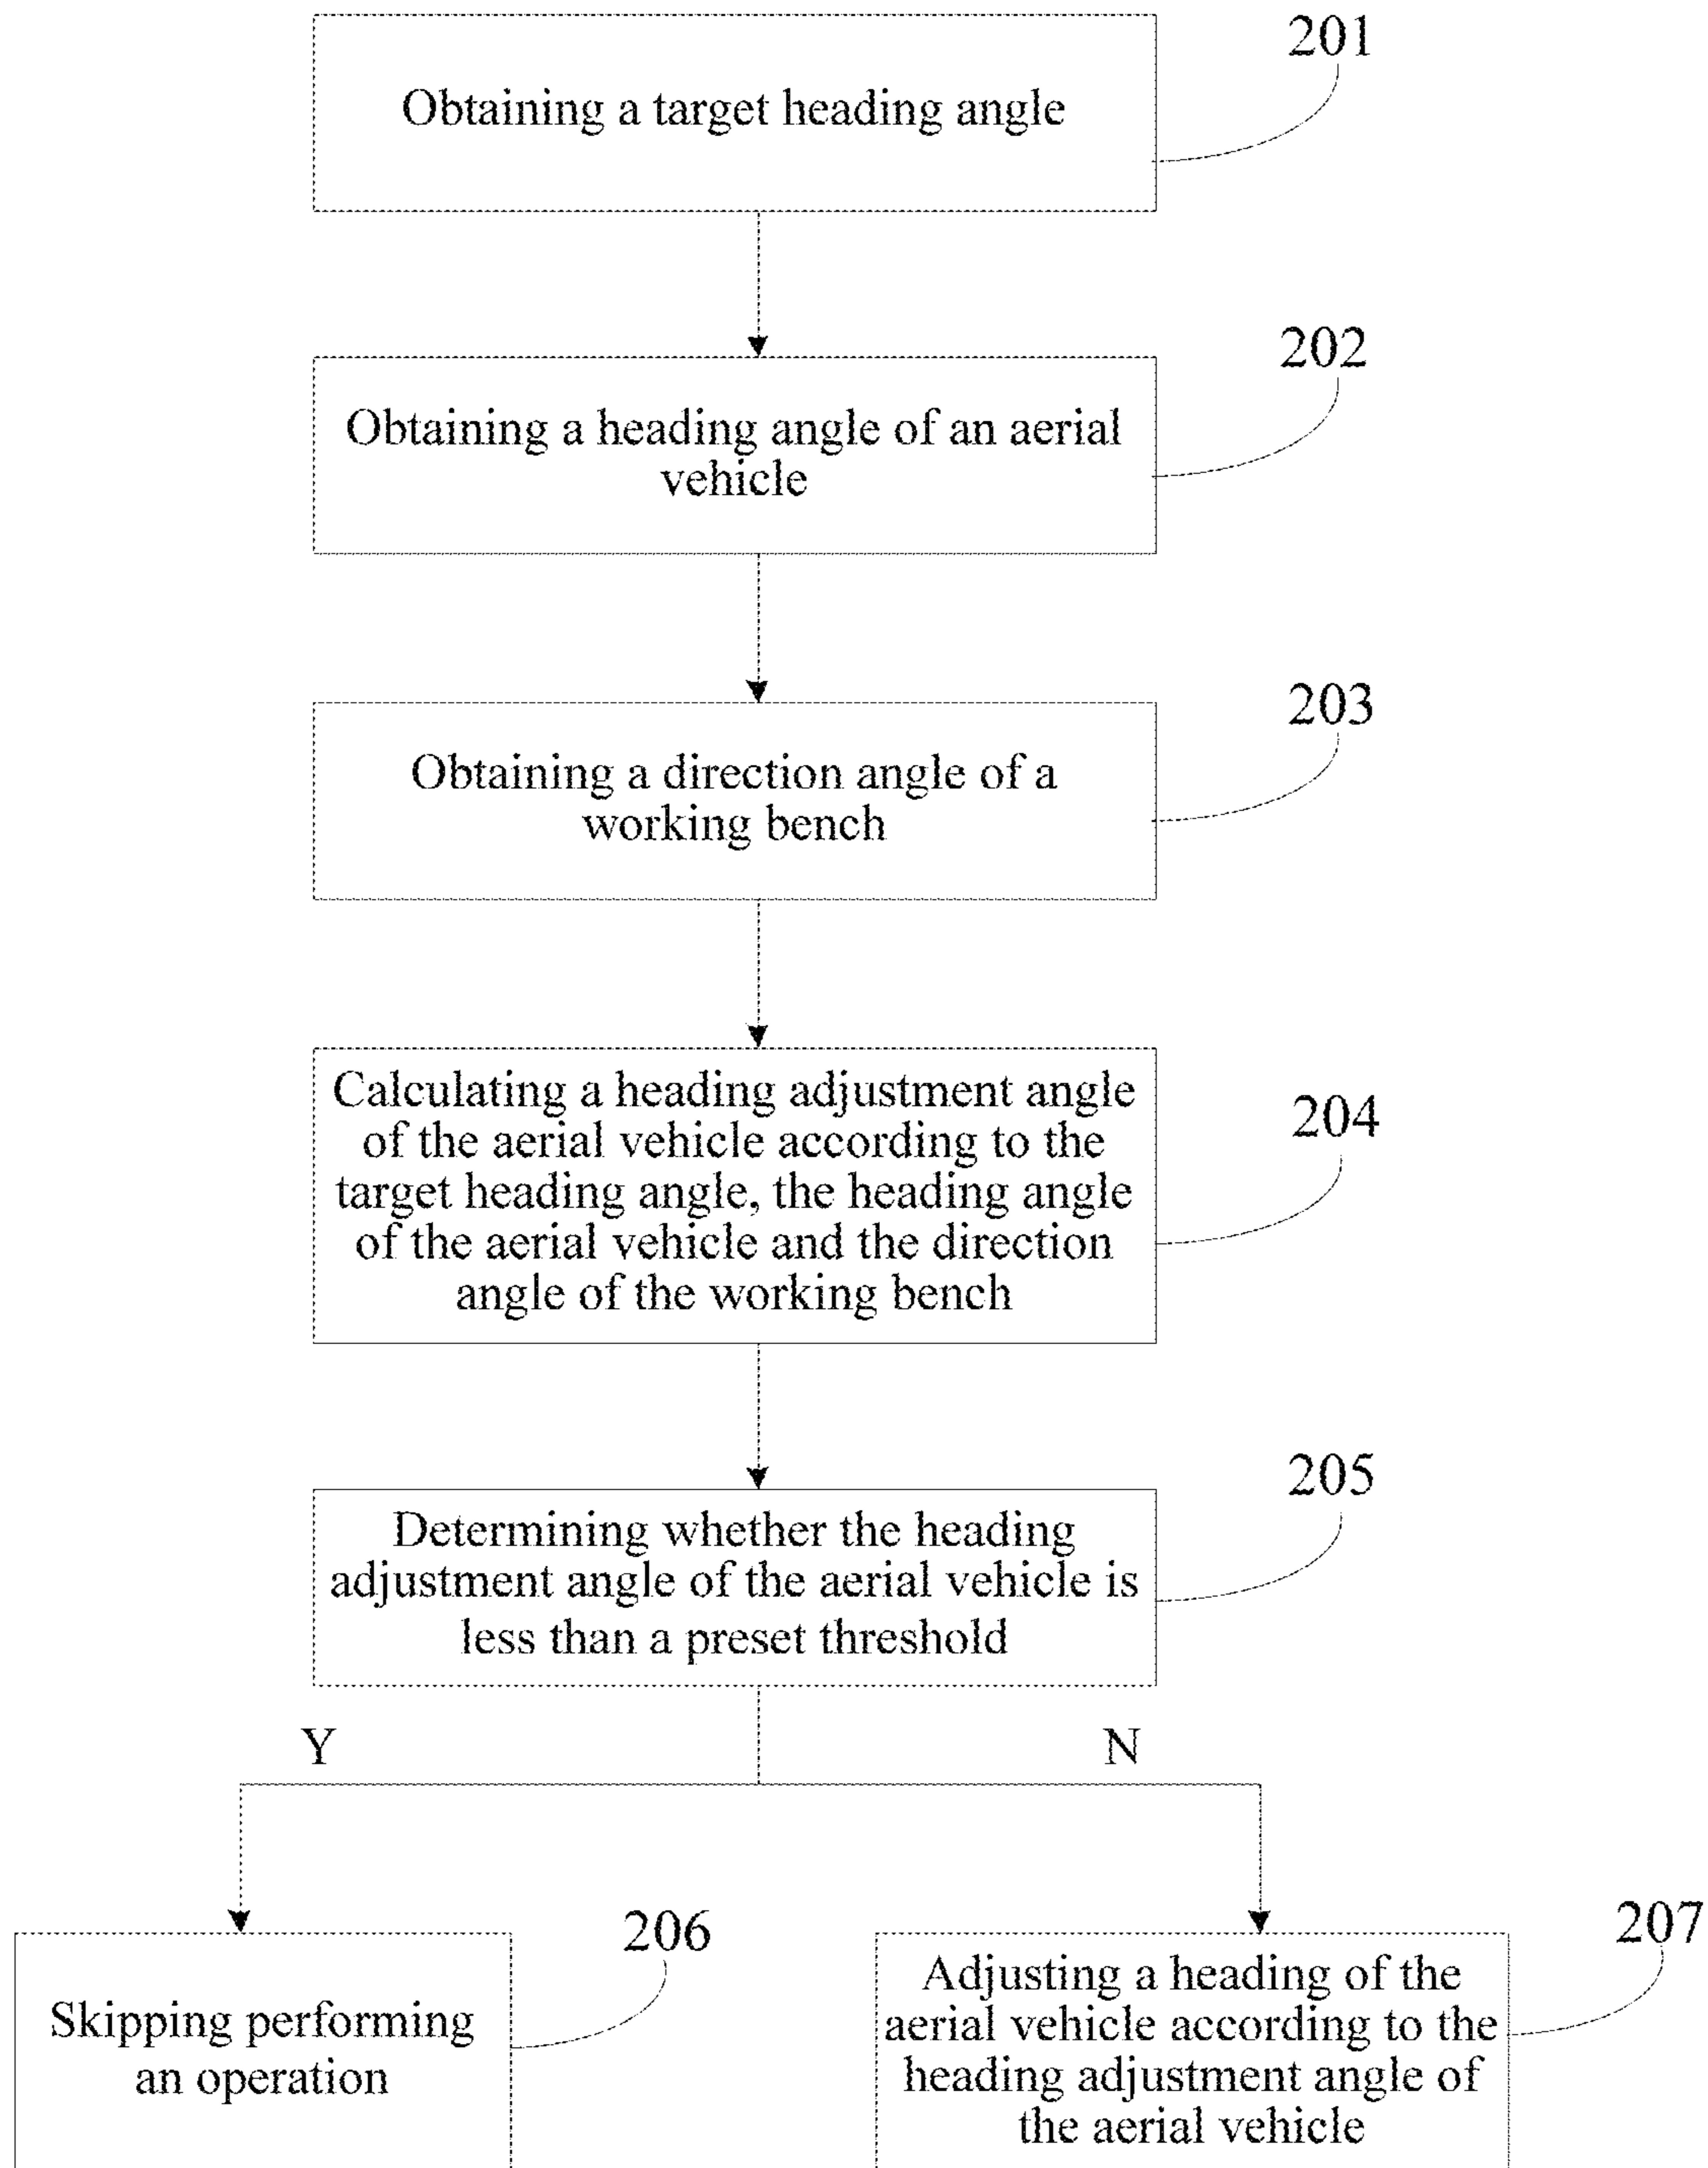 201
Obtaining a target heading angle
202
Obtaining a heading angle of an aerial
vehicle
203
Obtaining a direction angle of a
working bench
204
Calculating a heading adjustment angle
of the aerial vehicle according to the
target heading angle, the heading angle
of the aerial vehicle and the direction
angle of the working bench
205
Determining whether the heading
adjustment angle of the aerial vehicle is
less than a preset threshold
Y
N
206
Skipping performing
an operation
207
Adjusting a heading of the
aerial vehicle according to the
heading adjustment angle of
the aerial vehicle